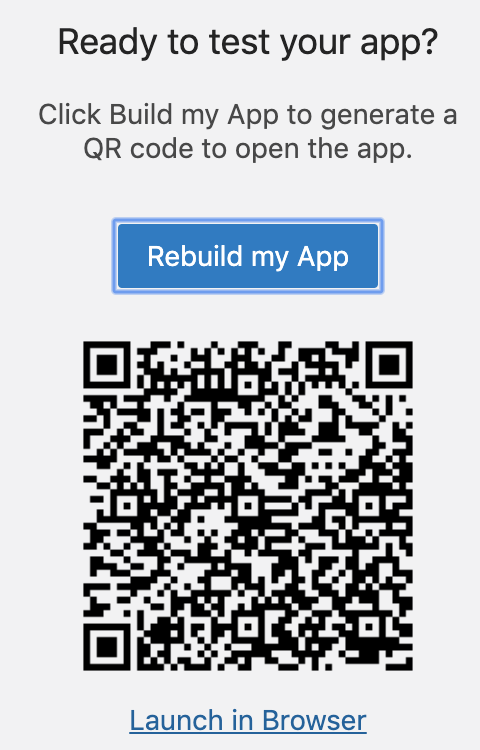 Ready to test your app?
Click Build my App to generate a
QR code to open the app.
Rebuild my App
Launch in Browser